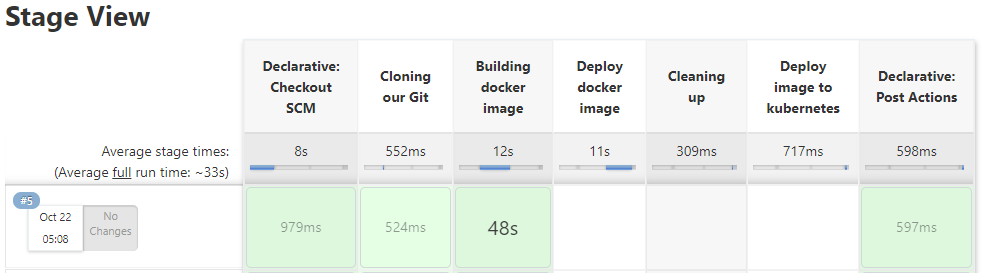 Stage View
Declarative:
Checkout
SCM
Cloning
our Git
Building
docker
image
Deploy
docker
image
Cleaning
up
Deploy
image to
kubernetes
Declarative:
Post Actions
Average stage times:
(Average full run time: ~33s)
8s
552ms
12s
11s
309ms
717ms
598ms
#5
Oct 22
05:08
No
Changes
979ms
524ms
48s
597ms